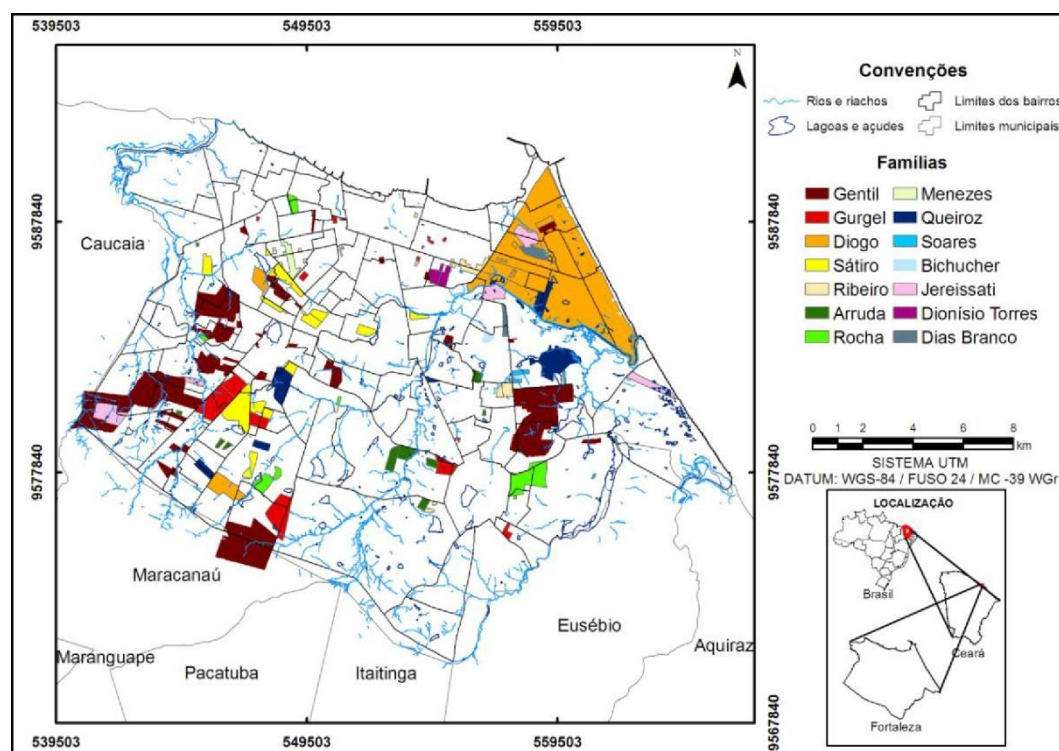 539503
549503
559503
N
9587840
9577840
Caucaia
Maracanaú
Maranguape
Pacatuba
Itaitinga
Eusébio
Aquiraz
539503
549503
559503
9587840
9577840
9567840
Convenções
Rios e riachos
Limites dos bairros
Lagoas e açudes
Limites municipais
Famílias
Gentil
Menezes
Gurgel
Queiroz
Diogo
Soares
Sátiro
Bichucher
Ribeiro
Jereissati
Arruda
Dionísio Torres
Rocha
Dias Branco
0 1 2 4 6 8
km
SISTEMA UTM
DATUM: WGS-84 / FUSO 24 / MC -39 WGr
LOCALIZAÇÃO
Brasil
Ceará
Fortaleza